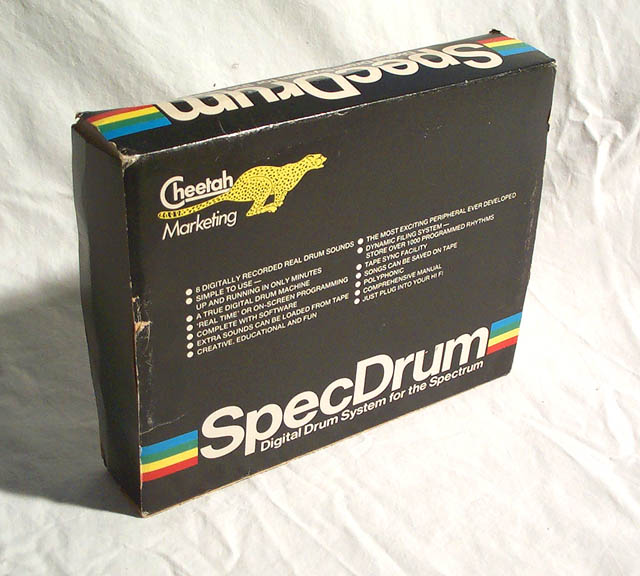 SpecDrum
Cheetah
Marketing
8 DIGITALLY RECORDED REAL DRUM SOUNDS
SIMPLE TO USE —
UP AND RUNNING IN ONLY MINUTES
A TRUE DIGITAL DRUM MACHINE
'REAL TIME' OR ON-SCREEN PROGRAMMING
COMPLETE WITH SOFTWARE
EXTRA SOUNDS CAN BE LOADED FROM TAPE
CREATIVE, EDUCATIONAL AND FUN
THE MOST EXCITING PERIPHERAL EVER DEVELOPED
DYNAMIC FILING SYSTEM —
STORE OVER 1000 PROGRAMMED RHYTHMS
TAPE SYNC FACILITY
SONGS CAN BE SAVED ON TAPE
POLYPHONIC
COMPREHENSIVE MANUAL
JUST PLUG INTO YOUR HI FI
SpecDrum
Digital Drum System for the Spectrum